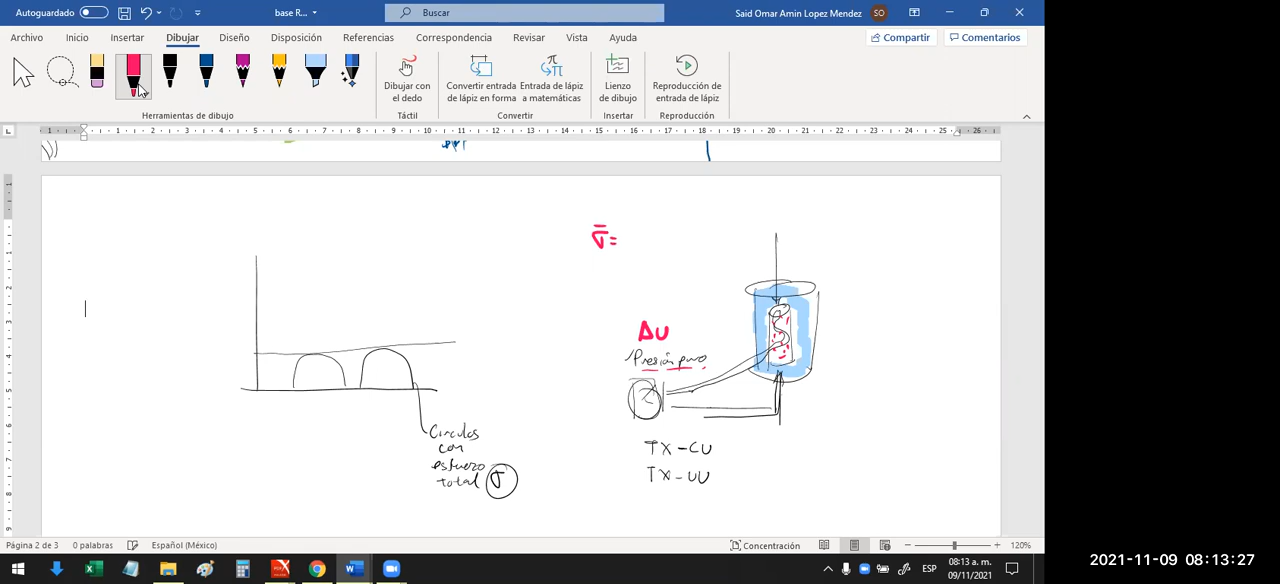 Autoguardado
base R...
Buscar
Said Omar Amin Lopez Mendez
SO
Archivo
Inicio
Insertar
Dibujar
Diseño
Disposición
Referencias
Correspondencia
Revisar
Vista
Ayuda
Compartir
Comentarios
Dibujar con el dedo
Convertir entrada de lápiz en forma
Entrada de lápiz a matemáticas
Lienzo de dibujo
Reproducción de entrada de lápiz
Herramientas de dibujo
Táctil
Convertir
Insertar
Reproducción
σ̄=
ΔU
Presión poro
Circulos
con
esfuerzo
total σ
TX-CU
TX-UU
Página 2 de 3
0 palabras
Español (México)
Concentración
120%
ESP
08:13 a. m.
09/11/2021
2021-11-09 08:13:27